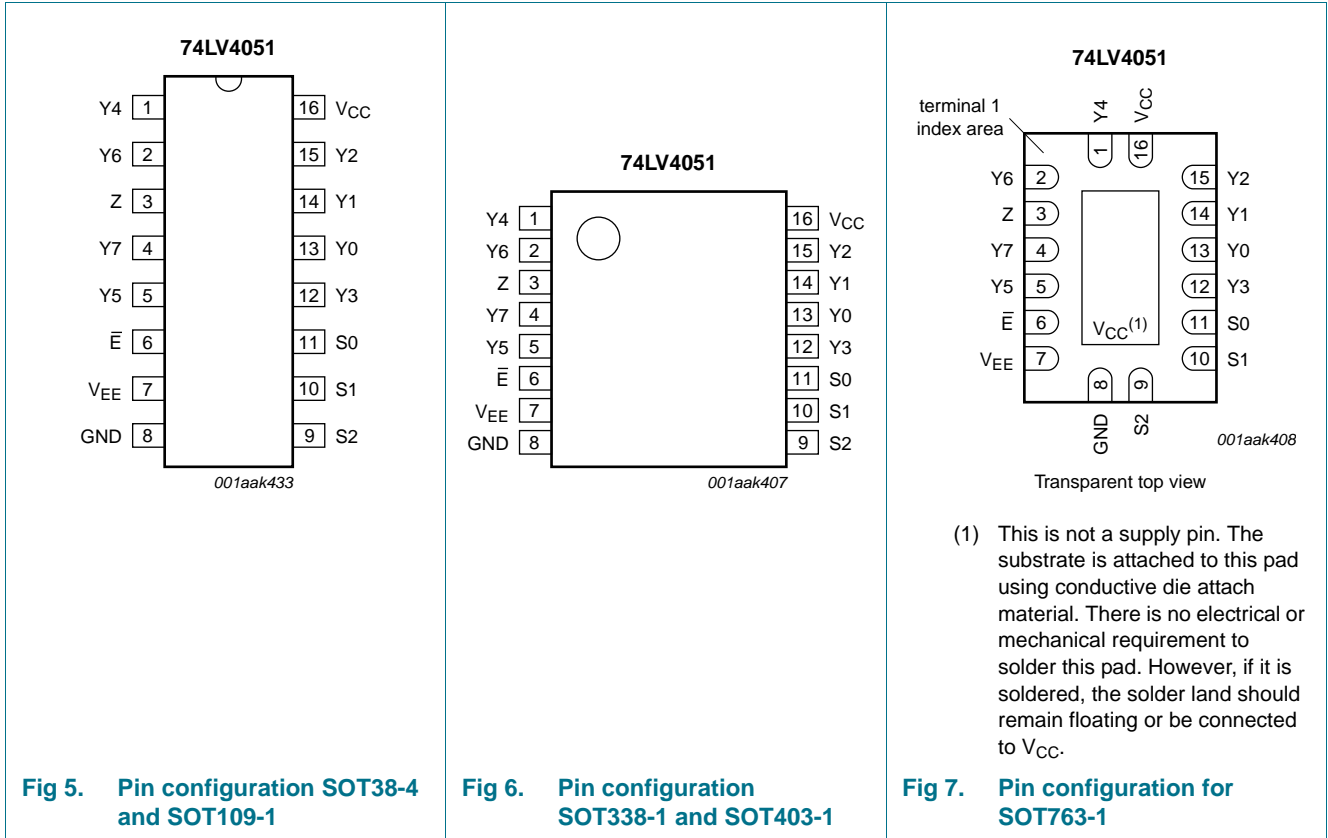 74LV4051
Y4 1 16 VCC
Y6 2 15 Y2
Z 3 14 Y1
Y7 4 13 Y0
Y5 5 12 Y3
E̅ 6 11 S0
VEE 7 10 S1
GND 8 9 S2
001aak433
Fig 5. Pin configuration SOT38-4
and SOT109-1
74LV4051
Y4 1 16 VCC
Y6 2 15 Y2
Z 3 14 Y1
Y7 4 13 Y0
Y5 5 12 Y3
E̅ 6 11 S0
VEE 7 10 S1
GND 8 9 S2
001aak407
Fig 6. Pin configuration
SOT338-1 and SOT403-1
74LV4051
terminal 1
index area
Y4 VCC
1 16
Y6 2 15 Y2
Z 3 14 Y1
Y7 4 13 Y0
Y5 5 12 Y3
E̅ 6 VCC(1) 11 S0
VEE 7 10 S1
8 9
GND S2
001aak408
Transparent top view
(1) This is not a supply pin. The
substrate is attached to this pad
using conductive die attach
material. There is no electrical or
mechanical requirement to
solder this pad. However, if it is
soldered, the solder land should
remain floating or be connected
to VCC.
Fig 7. Pin configuration for
SOT763-1